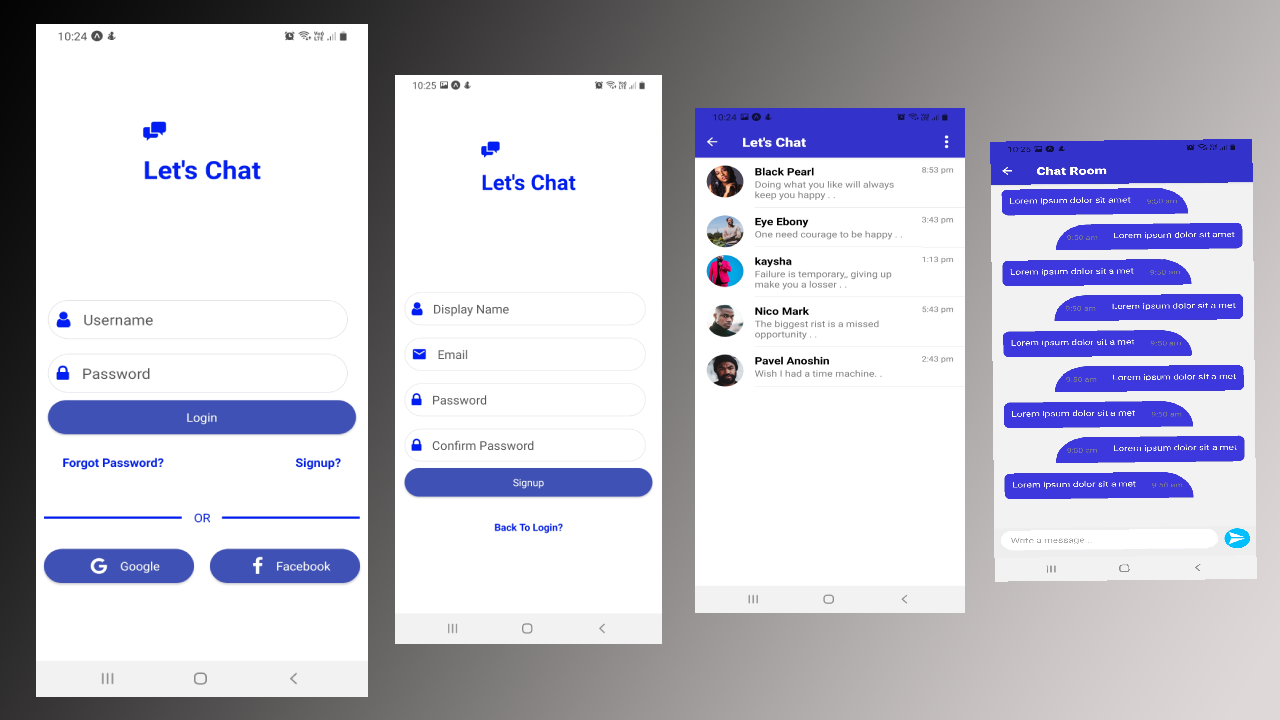 10:24
Let's Chat
Username
Password
Login
Forgot Password? Signup?
OR
Google Facebook
10:25
Let's Chat
Display Name
Email
Password
Confirm Password
Signup
Back To Login?
10:24
Let's Chat
Black Pearl 8:53 pm
Doing what you like will always
keep you happy . .
Eye Ebony 3:43 pm
One need courage to be happy . .
kaysha 1:13 pm
Failure is temporary,, giving up
make you a losser . .
Nico Mark 5:43 pm
The biggest rist is a missed
opportunity . .
Pavel Anoshin 2:43 pm
Wish I had a time machine. .
10:25
Chat Room
Lorem ipsum dolor sit amet 9:50 am
9:50 am Lorem ipsum dolor sit amet
Lorem ipsum dolor sit a met 9:50 am
9:50 am Lorem ipsum dolor sit a met
Lorem ipsum dolor sit a met 9:50 am
9:50 am Lorem ipsum dolor sit a met
Lorem ipsum dolor sit a met 9:50 am
9:50 am Lorem ipsum dolor sit a met
Lorem ipsum dolor sit a met 9:50 am
Write a message...